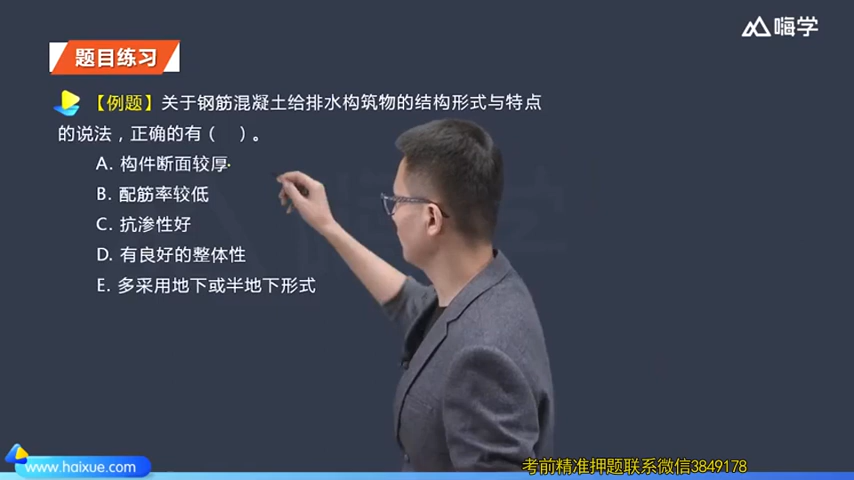 嗨学
题目练习
【例题】关于钢筋混凝土给排水构筑物的结构形式与特点
的说法，正确的有（ ）。
A. 构件断面较厚
B. 配筋率较低
C. 抗渗性好
D. 有良好的整体性
E. 多采用地下或半地下形式
嗨学
www.haixue.com
考前精准押题联系微信3849178